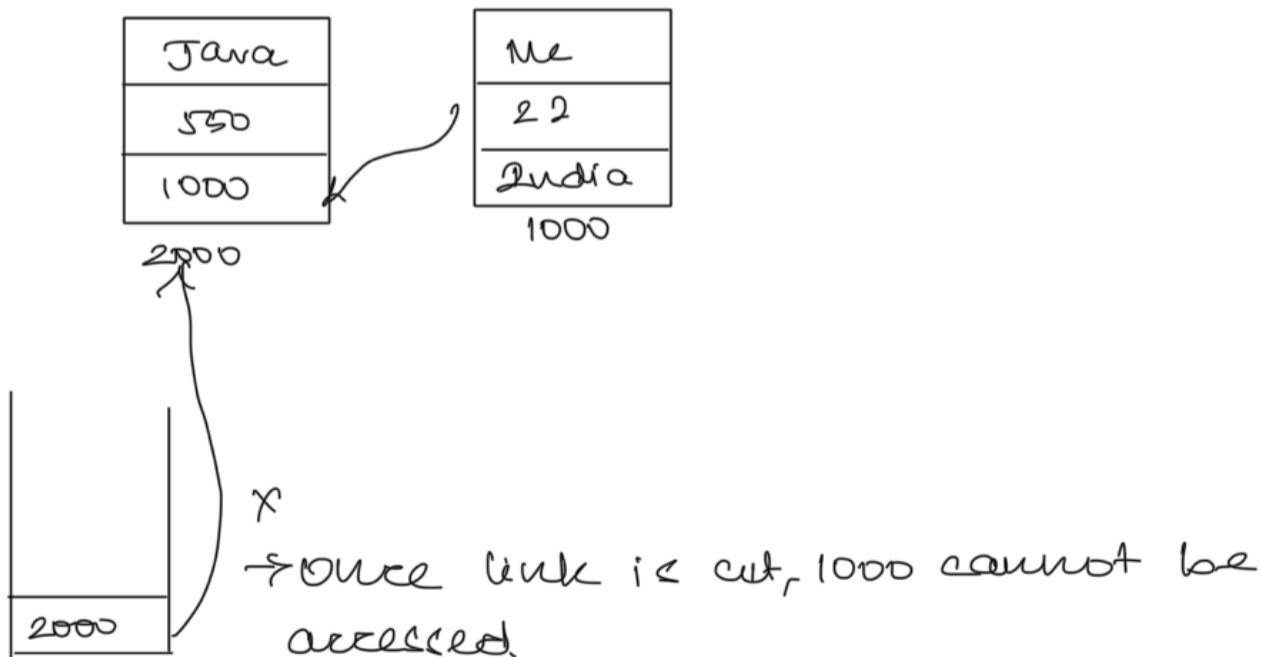 Java
550
1000
2000
Me
22
India
1000
2000
X
→ once link is cut, 1000 cannot be
accessed.